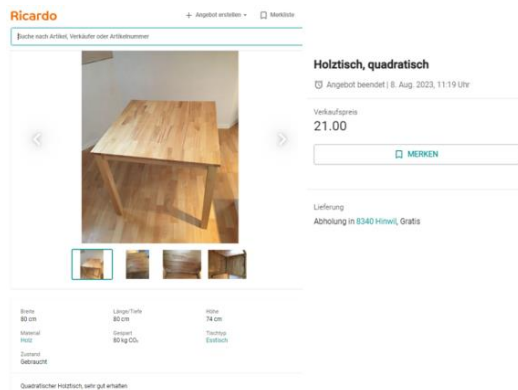 Ricardo
+ Angebot erstellen
Merkliste
Suche nach Artikel, Verkäufer oder Artikelnummer
Holztisch, quadratisch
Angebot beendet | 8. Aug. 2023, 11:19 Uhr
Verkaufspreis
21.00
MERKEN
Lieferung
Abholung in 8340 Hinwil, Gratis
Breite
80 cm
Länge/Tiefe
80 cm
Höhe
74 cm
Material
Holz
Gespart
80 kg CO₂
Tischtyp
Esstisch
Zustand
Gebraucht
Quadratischer Holztisch, sehr gut erhalten